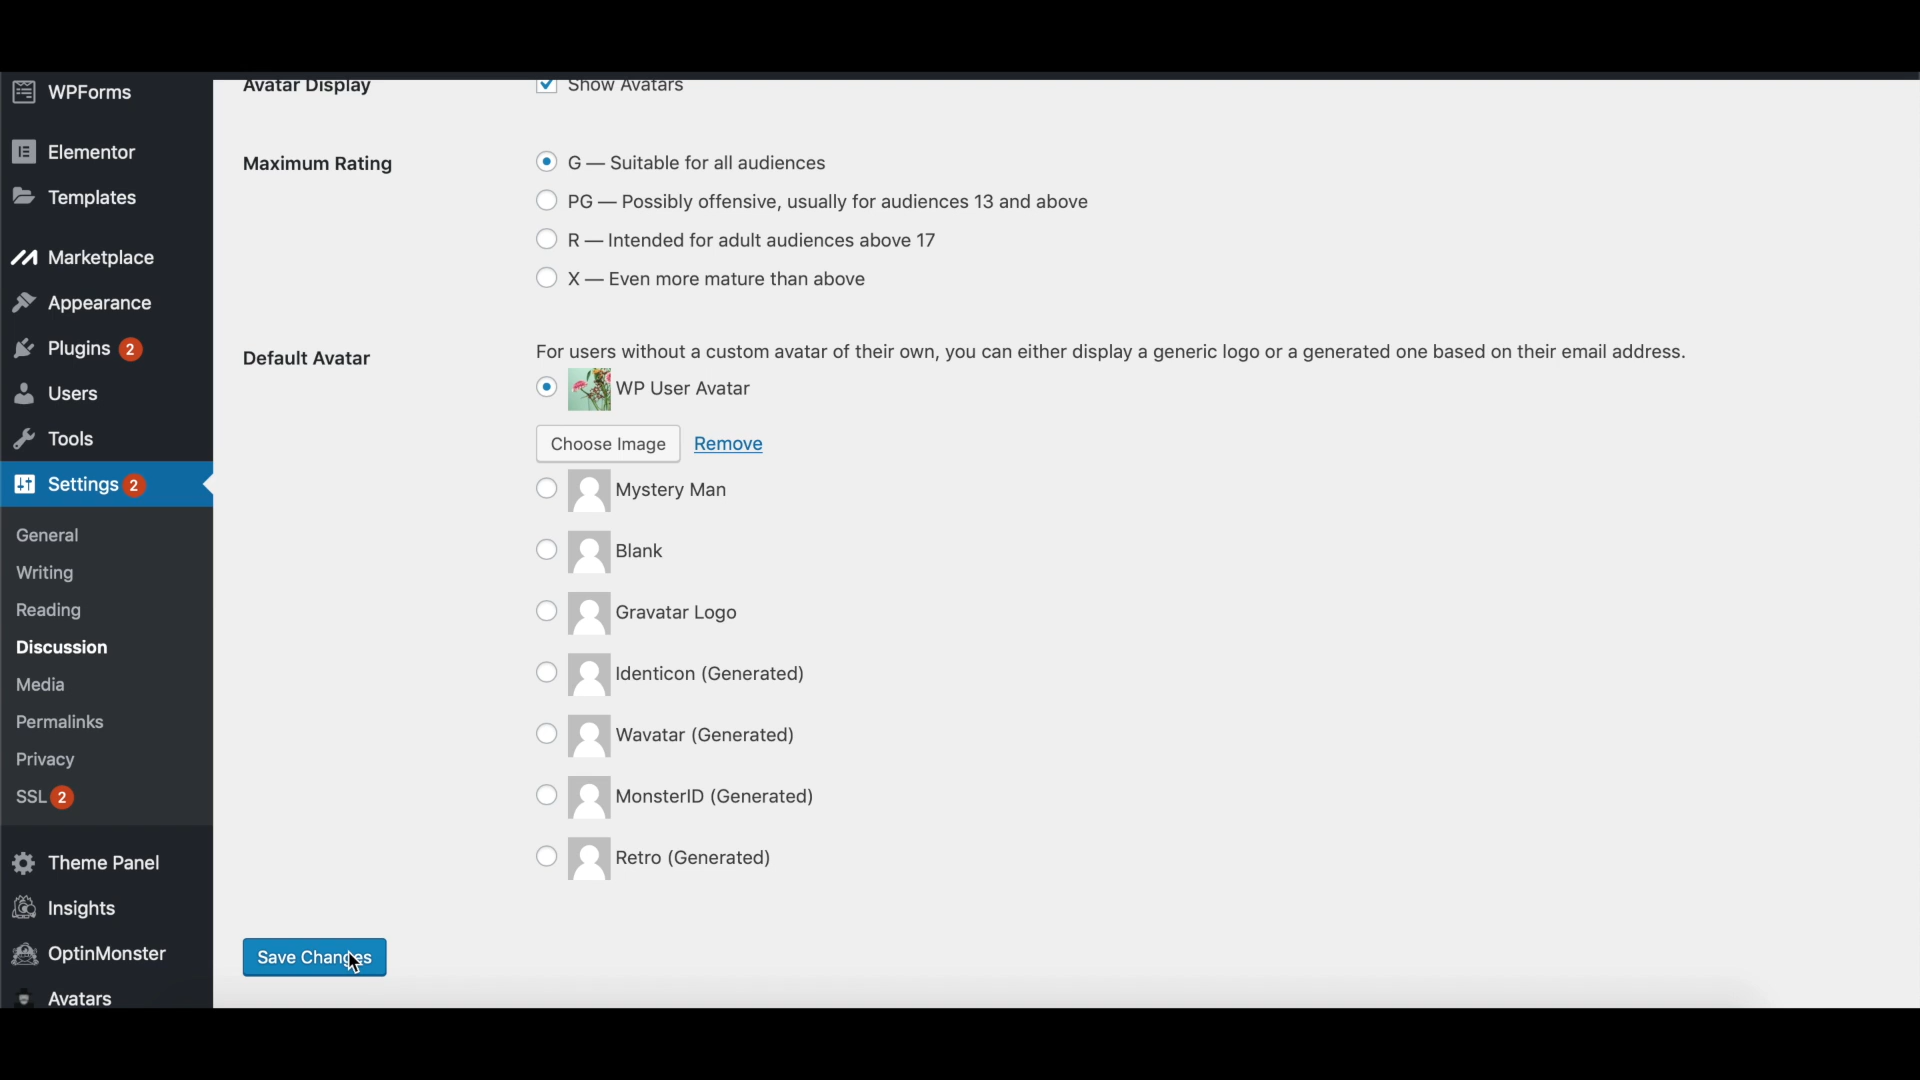 WPForms
Elementor
Templates
Marketplace
Appearance
Plugins 2
Users
Tools
Settings 2
General
Writing
Reading
Discussion
Media
Permalinks
Privacy
SSL 2
Theme Panel
Insights
OptinMonster
Avatars
Avatar Display
Show Avatars
Maximum Rating
G — Suitable for all audiences
PG — Possibly offensive, usually for audiences 13 and above
R — Intended for adult audiences above 17
X — Even more mature than above
Default Avatar
For users without a custom avatar of their own, you can either display a generic logo or a generated one based on their email address.
WP User Avatar
Choose Image Remove
Mystery Man
Blank
Gravatar Logo
Identicon (Generated)
Wavatar (Generated)
MonsterID (Generated)
Retro (Generated)
Save Changes